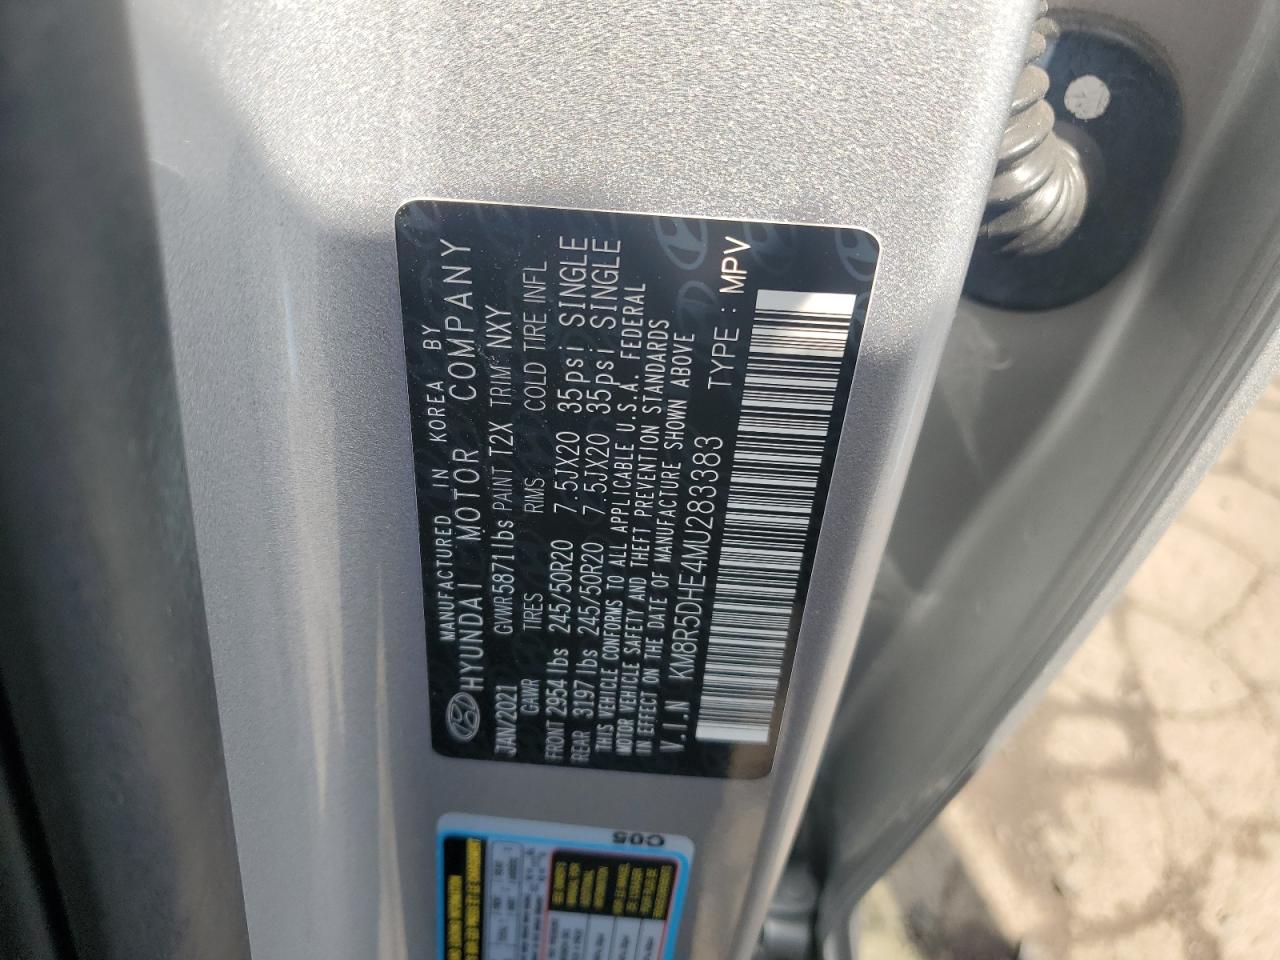 MANUFACTURED IN KOREA BY
HYUNDAI MOTOR COMPANY
JAN/2021 GVWR5871lbs PAINT T2X TRIM NXY
GAWR TIRES RIMS COLD TIRE INFL
FRONT 2954lbs 245/50R20 7.5JX20 35psi SINGLE
REAR 3197lbs 245/50R20 7.5JX20 35psi SINGLE
THIS VEHICLE CONFORMS TO ALL APPLICABLE U.S.A. FEDERAL
MOTOR VEHICLE SAFETY AND THEFT PREVENTION STANDARDS
IN EFFECT ON THE DATE OF MANUFACTURE SHOWN ABOVE
V.I.N KM8R5DHE4MU283383 TYPE : MPV
C05